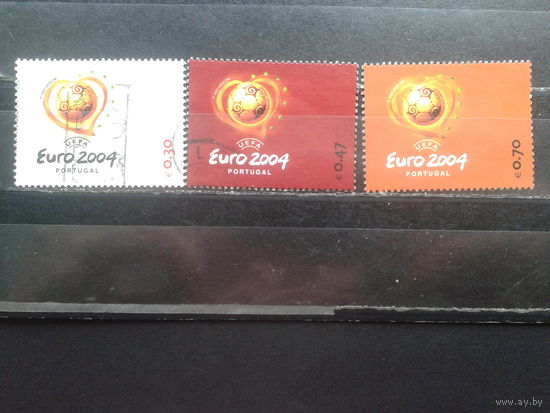 UEFA
EURO 2004
PORTUGAL
€0.30
UEFA
EURO 2004
PORTUGAL
€0.47
UEFA
EURO 2004
PORTUGAL
€0.70
www.ay.by